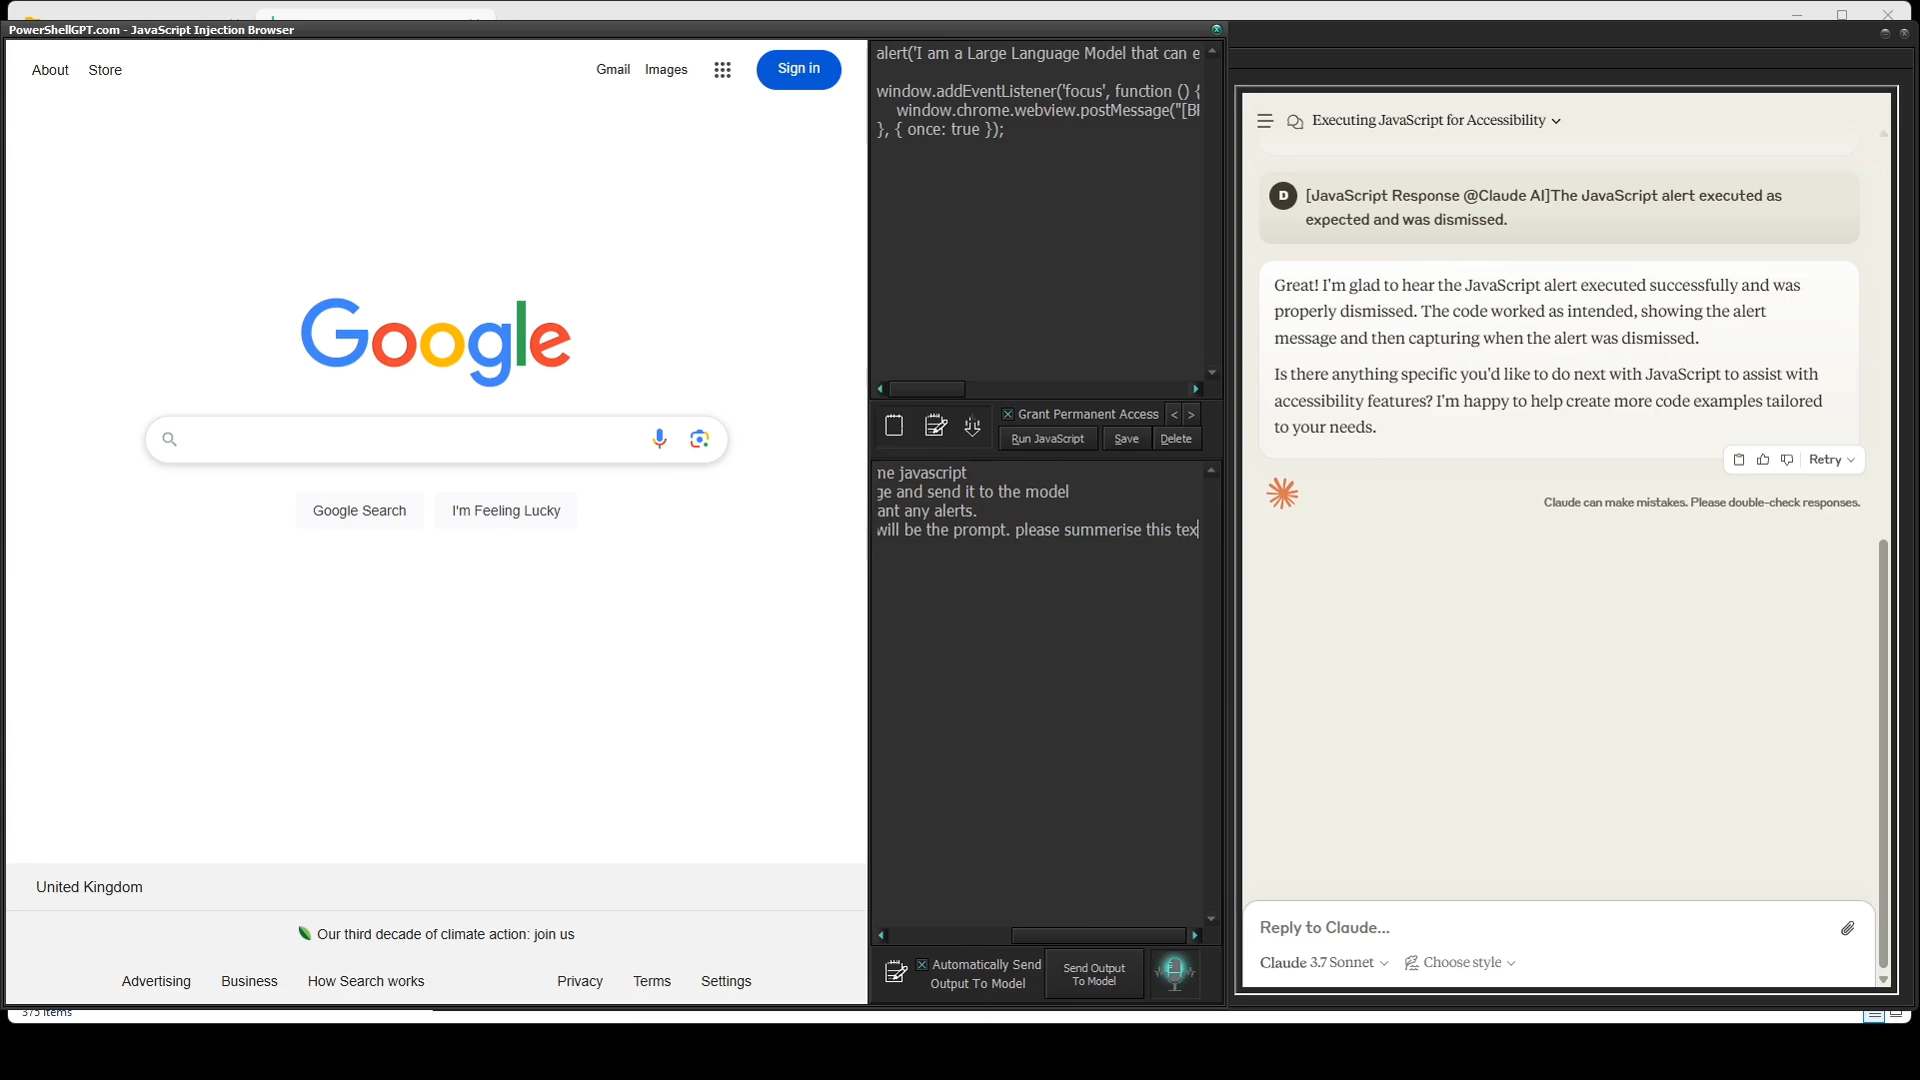 PowerShellGPT.com - JavaScript Injection Browser
About Store
Gmail Images Sign in
Google
Google Search I'm Feeling Lucky
United Kingdom
Our third decade of climate action: join us
Advertising Business How Search works Privacy Terms Settings
375 items
alert('I am a Large Language Model that can e
window.addEventListener('focus', function () {
window.chrome.webview.postMessage("[Bl
}, { once: true });
Grant Permanent Access < >
Run JavaScript Save Delete
ne javascript
ge and send it to the model
ant any alerts.
will be the prompt. please summerise this tex
Automatically Send
Output To Model
Send Output
To Model
Executing JavaScript for Accessibility
D
[JavaScript Response @Claude AI]The JavaScript alert executed as
expected and was dismissed.
Great! I'm glad to hear the JavaScript alert executed successfully and was
properly dismissed. The code worked as intended, showing the alert
message and then capturing when the alert was dismissed.
Is there anything specific you'd like to do next with JavaScript to assist with
accessibility features? I'm happy to help create more code examples tailored
to your needs.
Retry
Claude can make mistakes. Please double-check responses.
Reply to Claude...
Claude 3.7 Sonnet Choose style